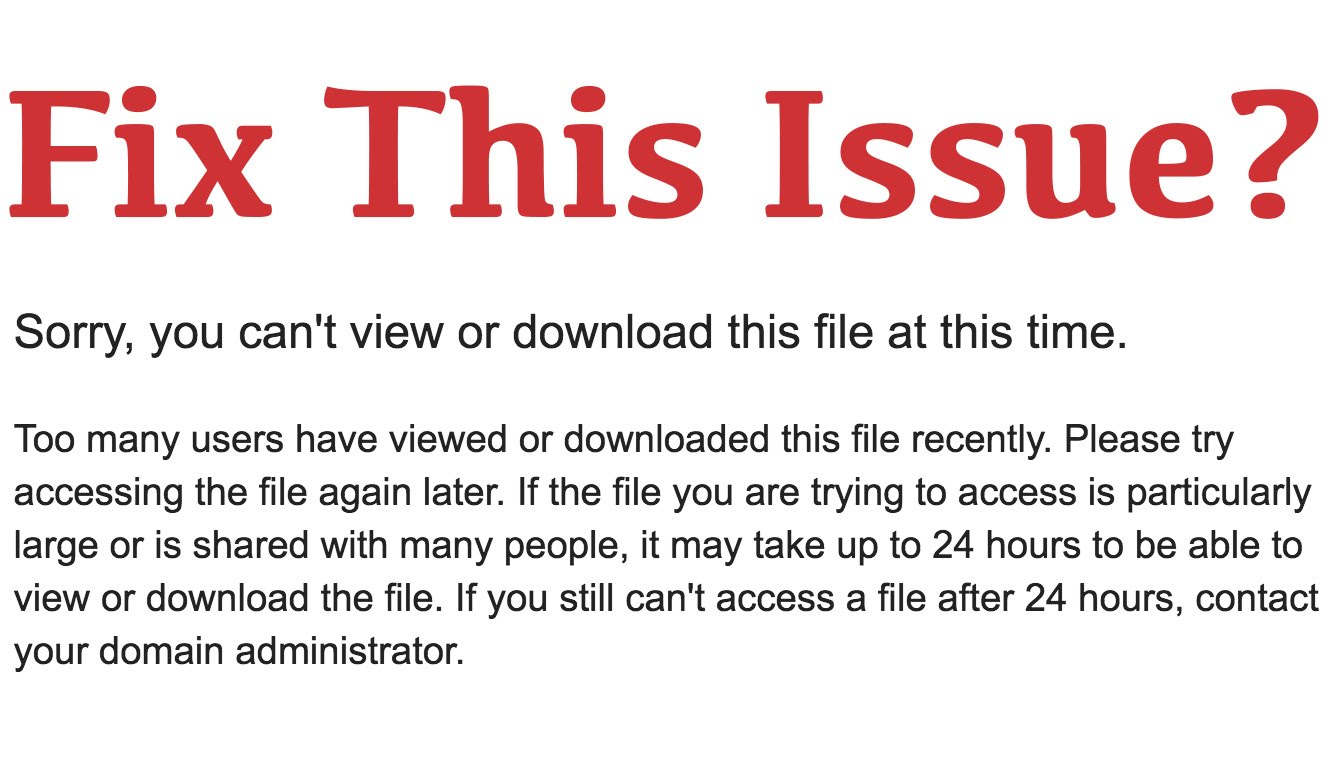 Fix This Issue?
Sorry, you can't view or download this file at this time.
Too many users have viewed or downloaded this file recently. Please try
accessing the file again later. If the file you are trying to access is particularly
large or is shared with many people, it may take up to 24 hours to be able to
view or download the file. If you still can't access a file after 24 hours, contact
your domain administrator.